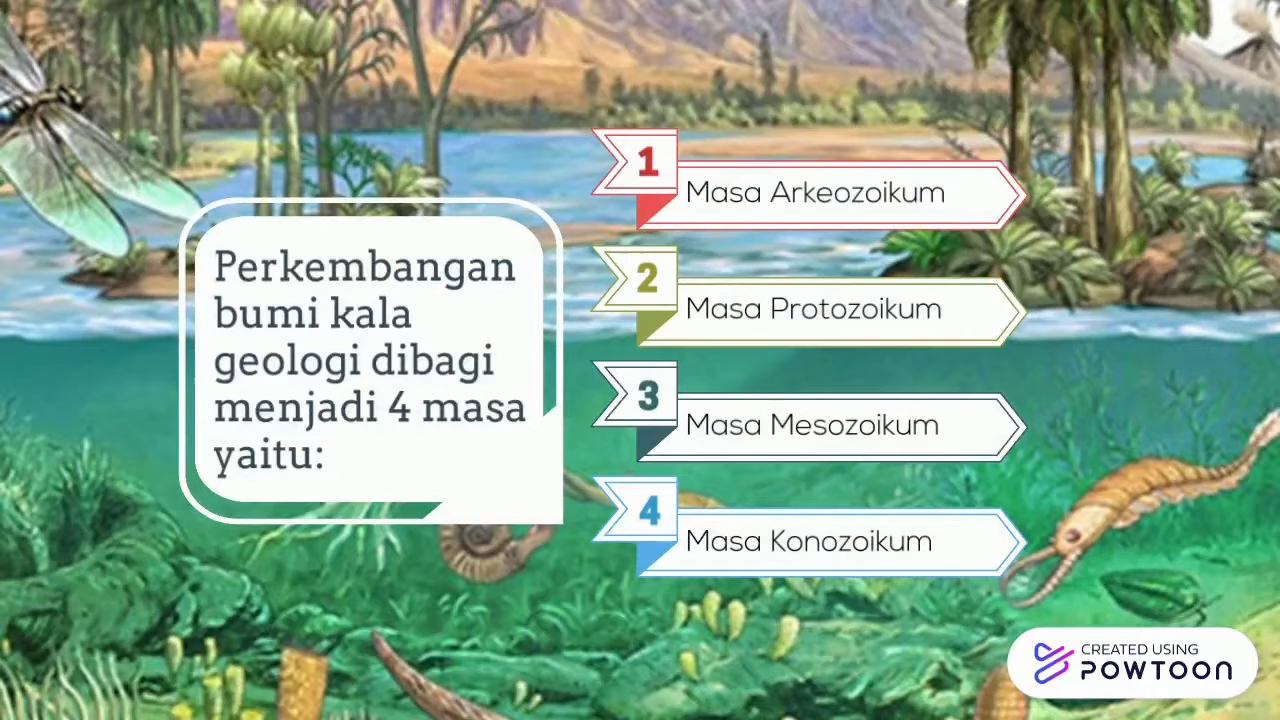 Perkembangan
bumi kala
geologi dibagi
menjadi 4 masa
yaitu:
1
Masa Arkeozoikum
2
Masa Protozoikum
3
Masa Mesozoikum
4
Masa Konozoikum
CREATED USING
POWTOON